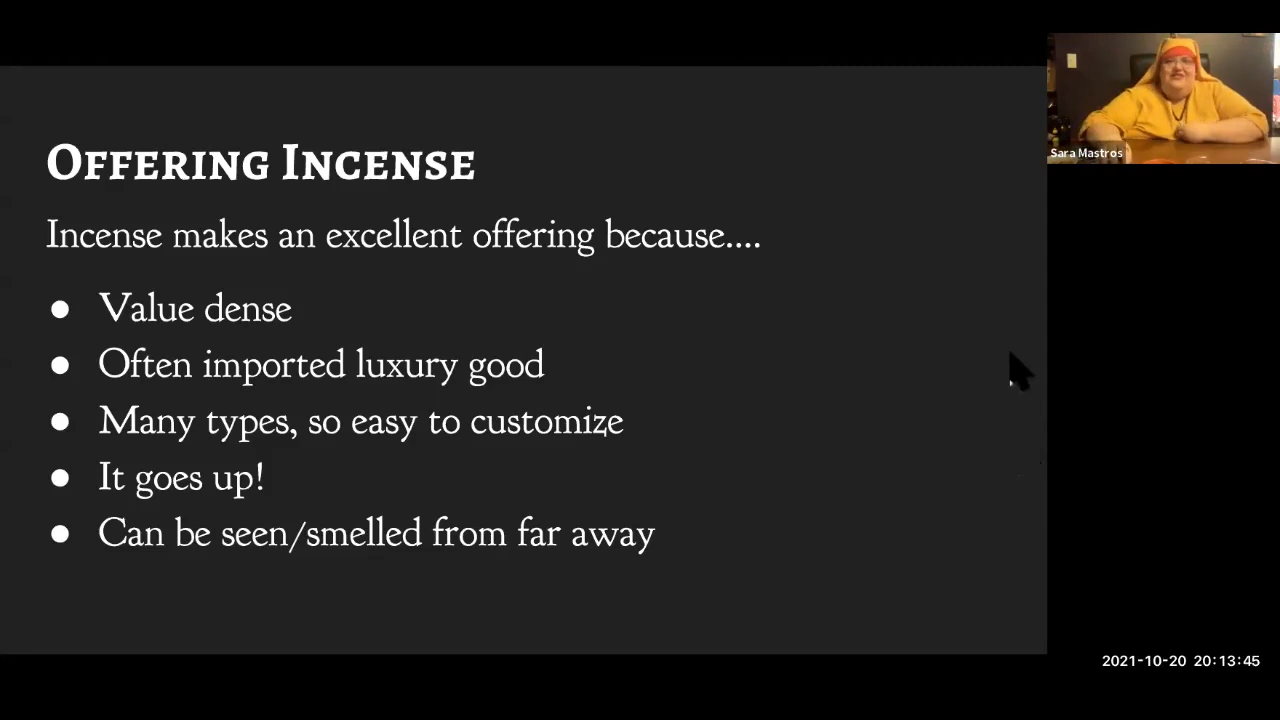 Offering Incense
Incense makes an excellent offering because....
● Value dense
● Often imported luxury good
● Many types, so easy to customize
● It goes up!
● Can be seen/smelled from far away
Sara Mastros
2021-10-20 20:13:45